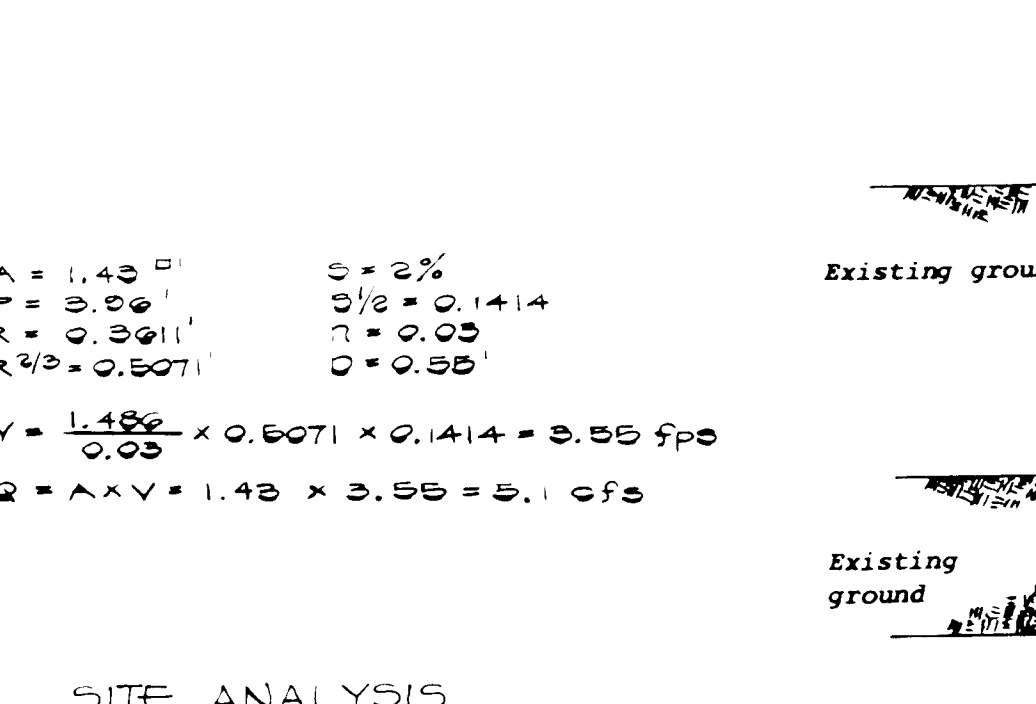 A = 1.43 □'
P = 3.96'
R = 0.3611'
R 2/3 = 0.5071'
S = 2%
S1/2 = 0.1414
n = 0.03
D = 0.55'
V = 1.486 / 0.03 × 0.5071 × 0.1414 = 3.55 fps
Q = A × V = 1.43 × 3.55 = 5.1 cfs
Existing grou
Existing
ground
SITE ANALYSIS